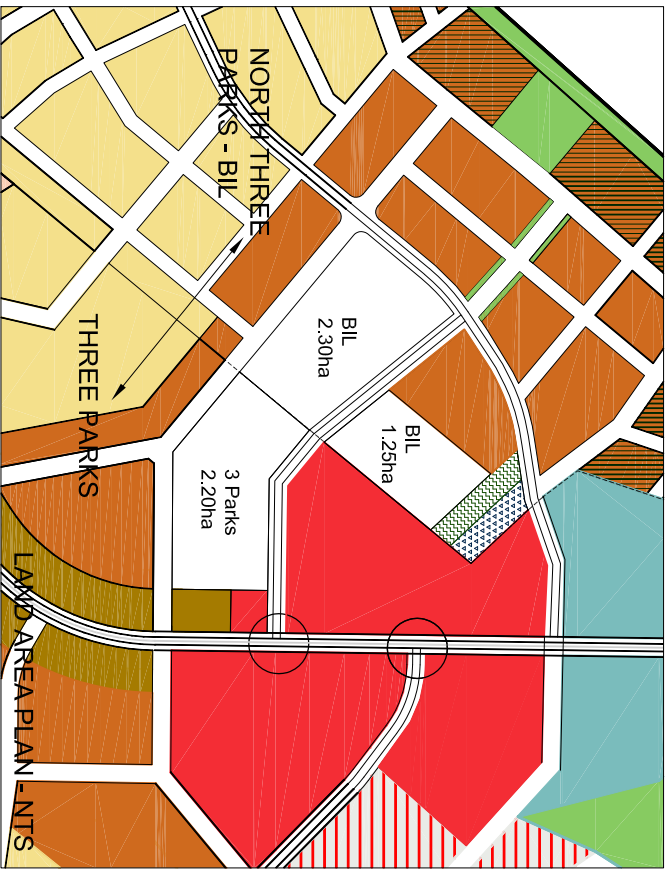 NORTH THREE
PARKS - BIL
BIL
2.30ha
BIL
1.25ha
THREE PARKS
3 Parks
2.20ha
LAND AREA PLAN - NTS